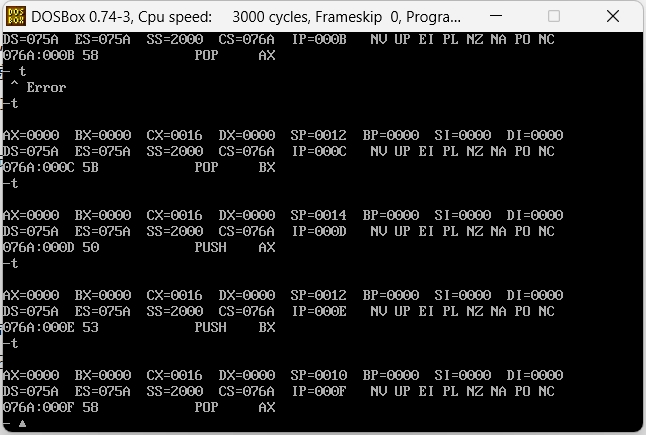 DOSBox 0.74-3, Cpu speed:    3000 cycles, Frameskip  0, Progra...
DS=075A  ES=075A  SS=2000  CS=076A  IP=000B   NV UP EI PL NZ NA PO NC
076A:000B 58            POP     AX
- t
 ^ Error
-t
AX=0000  BX=0000  CX=0016  DX=0000  SP=0012  BP=0000  SI=0000  DI=0000
DS=075A  ES=075A  SS=2000  CS=076A  IP=000C   NV UP EI PL NZ NA PO NC
076A:000C 5B            POP     BX
-t
AX=0000  BX=0000  CX=0016  DX=0000  SP=0014  BP=0000  SI=0000  DI=0000
DS=075A  ES=075A  SS=2000  CS=076A  IP=000D   NV UP EI PL NZ NA PO NC
076A:000D 50            PUSH    AX
-t
AX=0000  BX=0000  CX=0016  DX=0000  SP=0012  BP=0000  SI=0000  DI=0000
DS=075A  ES=075A  SS=2000  CS=076A  IP=000E   NV UP EI PL NZ NA PO NC
076A:000E 53            PUSH    BX
-t
AX=0000  BX=0000  CX=0016  DX=0000  SP=0010  BP=0000  SI=0000  DI=0000
DS=075A  ES=075A  SS=2000  CS=076A  IP=000F   NV UP EI PL NZ NA PO NC
076A:000F 58            POP     AX
- ▲